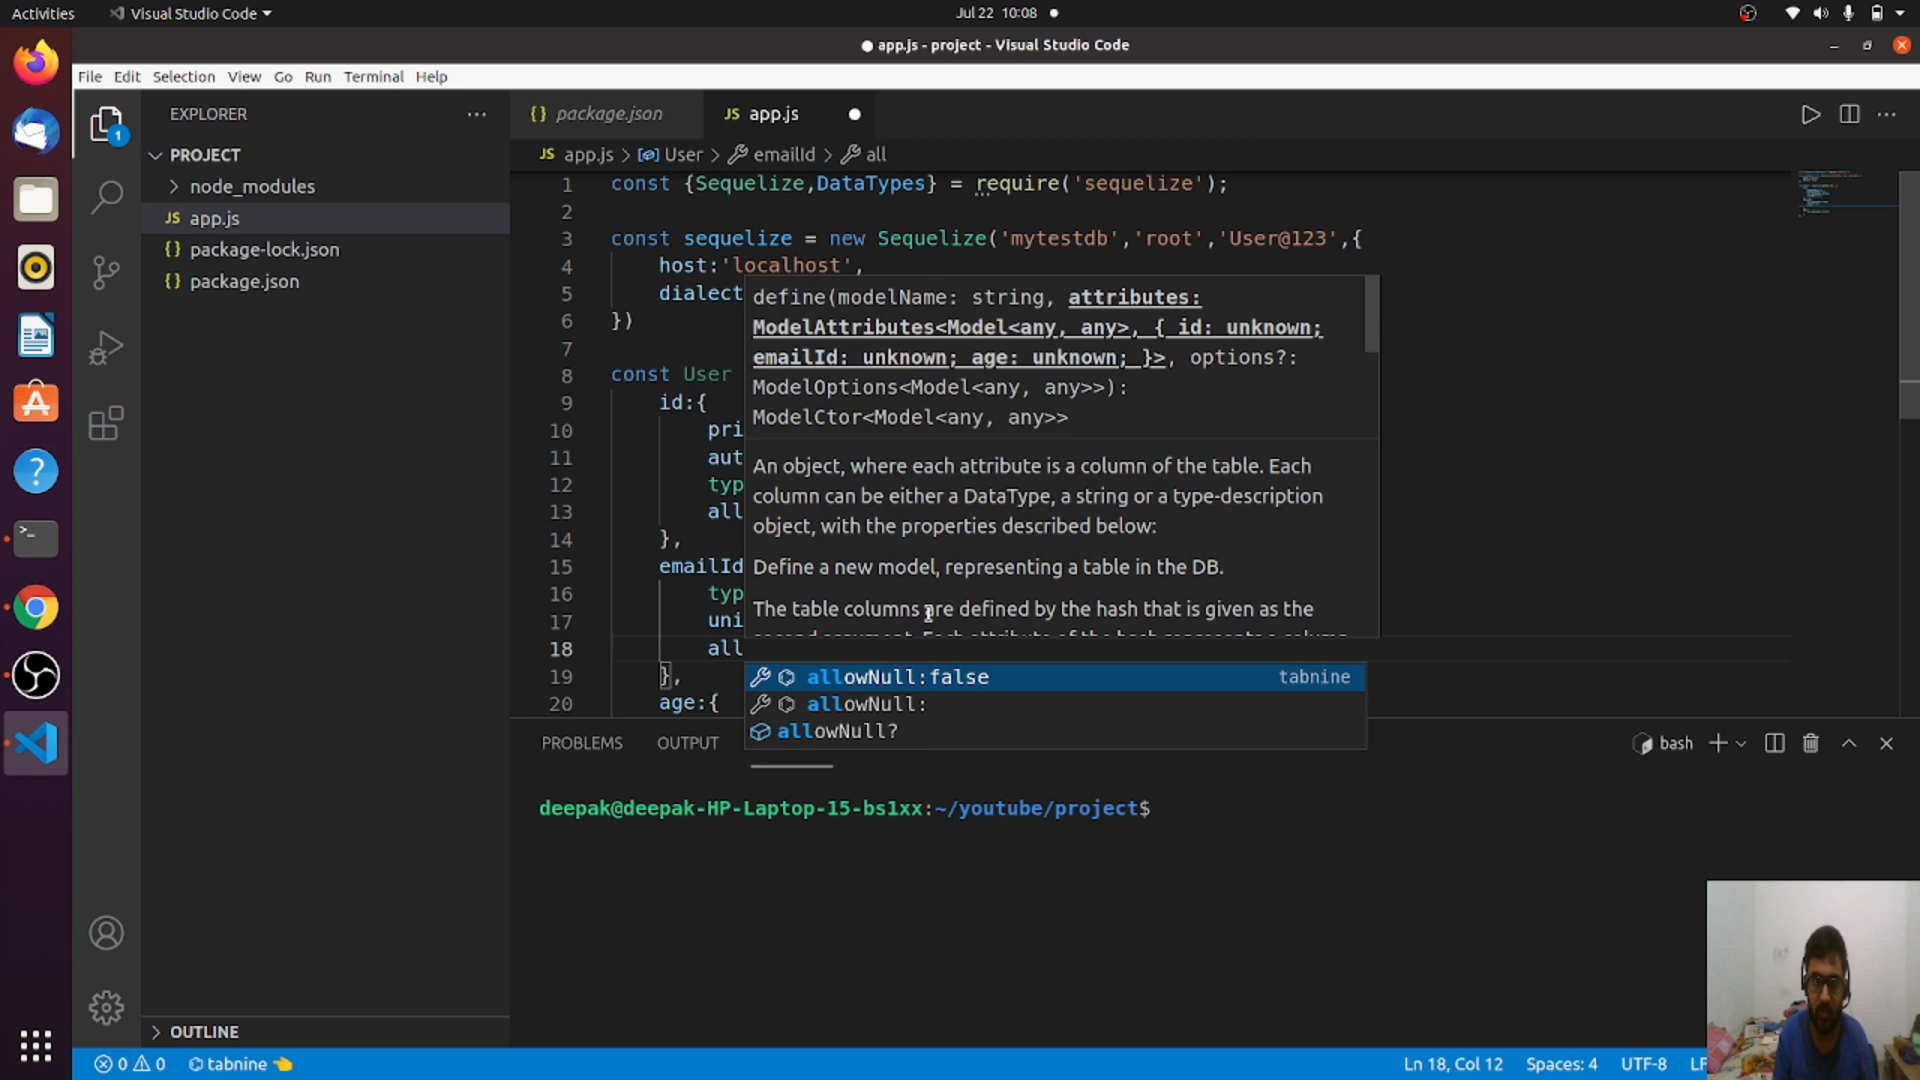 Activities
Visual Studio Code
Jul 22 10:08
app.js - project - Visual Studio Code
File Edit Selection View Go Run Terminal Help
EXPLORER
PROJECT
node_modules
JS app.js
{} package-lock.json
{} package.json
OUTLINE
1
{} package.json
JS app.js
JS app.js > User > emailId > all
1 const {Sequelize,DataTypes} = require('sequelize');
2
3 const sequelize = new Sequelize('mytestdb','root','User@123',{
4 host:'localhost',
5 dialect
6 })
7
8 const User
9 id:{
10 pri
11 aut
12 typ
13 all
14 },
15 emailId
16 typ
17 uni
18 all
19 },
20 age:{
define(modelName: string, attributes:
ModelAttributes<Model<any, any>, { id: unknown;
emailId: unknown; age: unknown; }>, options?:
ModelOptions<Model<any, any>>):
ModelCtor<Model<any, any>>
An object, where each attribute is a column of the table. Each
column can be either a DataType, a string or a type-description
object, with the properties described below:
Define a new model, representing a table in the DB.
The table columns are defined by the hash that is given as the
allowNull:false tabnine
allowNull:
allowNull?
PROBLEMS OUTPUT
bash
deepak@deepak-HP-Laptop-15-bs1xx:~/youtube/project$
0 0 tabnine
Ln 18, Col 12 Spaces: 4 UTF-8 LF